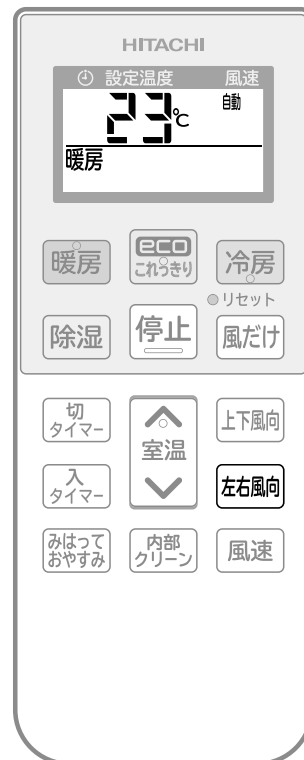 HITACHI
設定温度 風速
23℃ 自動
暖房
暖房 eco これっきり 冷房
リセット
除湿 停止 風だけ
切タイマー 室温 上下風向
入タイマー 左右風向
みはっておやすみ 内部クリーン 風速